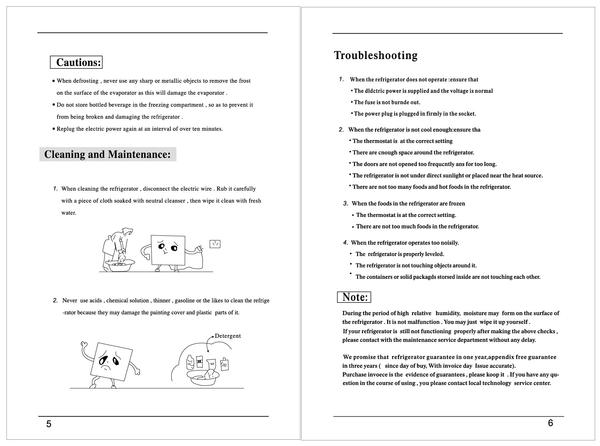 Cautions:
• When defrosting , never use any sharp or metallic objects to remove the frost
on the surface of the evaporator as this will damage the evaporator .
• Do not store bottled beverage in the freezing compartment , so as to prevent it
from being broken and damaging the refrigerator .
• Replug the electric power again at an interval of over ten minutes.
Cleaning and Maintenance:
1. When cleaning the refrigerator , disconnect the electric wire . Rub it carefully
with a piece of cloth soaked with neutral cleanser , then wipe it clean with fresh
water.
2. Never use acids , chemical solution , thinner , gasoline or the likes to clean the refrige
-rator because they may damage the painting cover and plastic parts of it.
Detergent
5
Troubleshooting
1. When the refrigerator does not operate :ensure that
• The dldctric power is supplied and the voltage is normal
• The fuse is not burnde out.
• The power plug is plugged in firmly in the socket.
2. When the refrigerator is not cool enough:ensure tha
• The thermostat is at the correct setting
• There are cnough space around the refrigerator.
• The doors are not opened too frequcntly ans for too long.
• The refrigerator is not under direct sunlight or placed near the heat source.
• There are not too many foods and hot foods in the refrigerator.
3. When the foods in the refrigerator are frozen
• The thermostat is at the correct setting.
• There are not too much foods in the refrigerator.
4. When the refrigerator operates too noisily.
• The refrigerator is properly leveled.
• The refrigerator is not touching objects around it.
• The containers or solid packagds storned inside are not touching each other.
Note:
During the period of high relative humidity, moisture may form on the surface of
the refrigerator . It is not malfunction . You may just wipe it up yourself .
If your refrigerator is still not functioning properly after making the above checks ,
please contact with the maintenance service department without any delay.
We promise that refrigerator guarantee in one year,appendix free guarantee
in three years ( since day of buy, With invoice day Issue accurate).
Purchase invoece is the evidence of guarantees , please keep it . If you have any qu-
estion in the course of using , you please contact local technology service center.
6